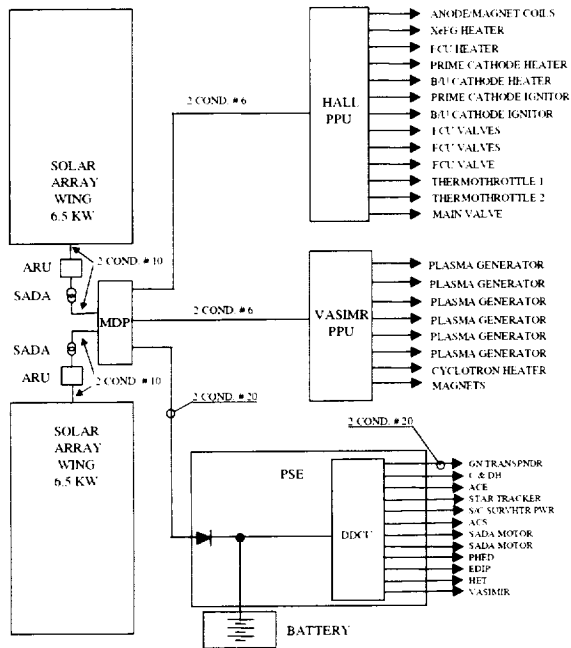 SOLAR
ARRAY
WING
6.5 KW
ARU
2 COND. # 10
SADA
MDP
SADA
ARU
2 COND. # 10
SOLAR
ARRAY
WING
6.5 KW
2 COND. # 6
HALL
PPU
ANODE/MAGNET COILS
XeFG HEATER
FCU HEATER
PRIME CATHODE HEATER
B/U CATHODE HEATER
PRIME CATHODE IGNITOR
B/U CATHODE IGNITOR
FCU VALVES
FCU VALVES
FCU VALVE
THERMOTHROTTLE 1
THERMOTHROTTLE 2
MAIN VALVE
2 COND. # 6
VASIMR
PPU
PLASMA GENERATOR
PLASMA GENERATOR
PLASMA GENERATOR
PLASMA GENERATOR
PLASMA GENERATOR
PLASMA GENERATOR
CYCLOTRON HEATER
MAGNETS
2 COND. # 20
2 COND. # 20
PSE
DDCU
GN TRANSPNDR
C & DH
ACE
STAR TRACKER
S/C SURVHTR PWR
ACS
SADA MOTOR
SADA MOTOR
PHED
EDIP
HET
VASIMIR
BATTERY